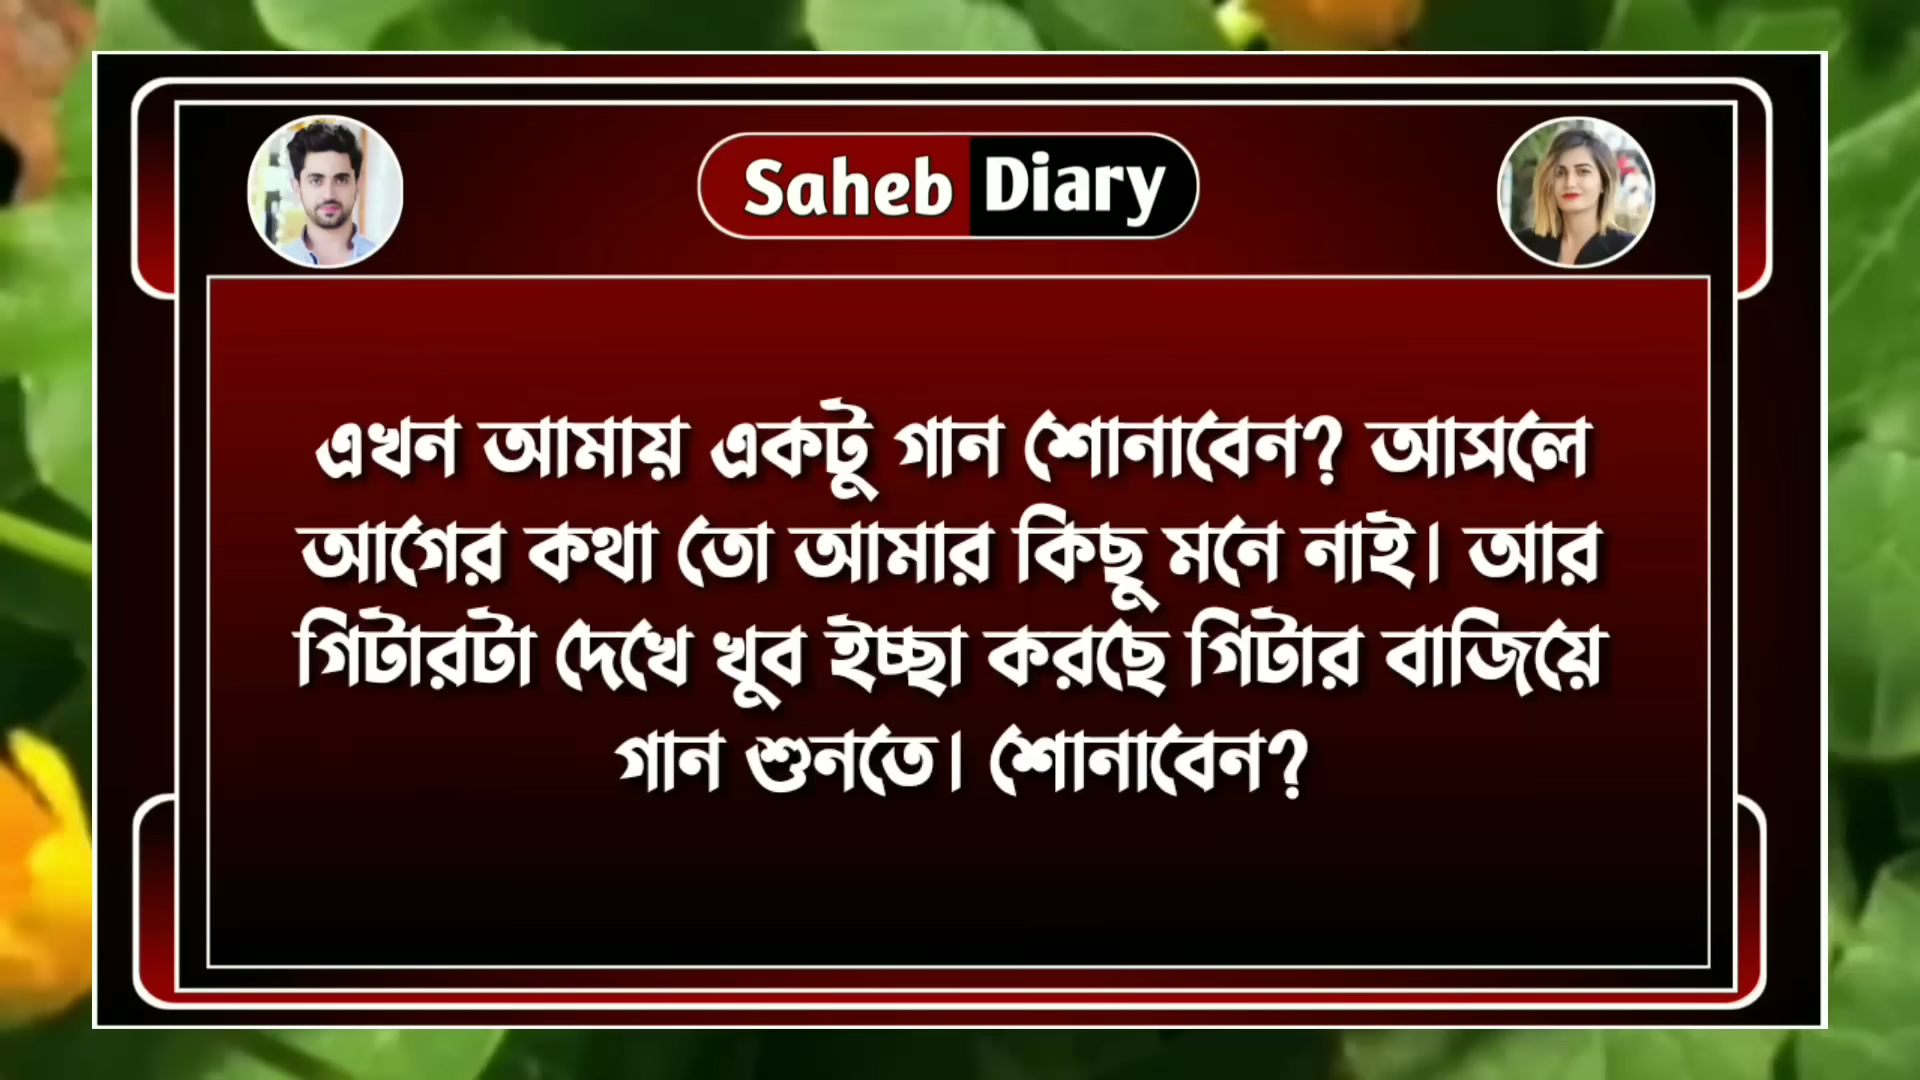 Saheb Diary
এখন আমায় একটু গান শোনাবেন? আসলে
আগের কথা তো আমার কিছু মনে নাই। আর
গিটারটা দেখে খুব ইচ্ছা করছে গিটার বাজিয়ে
গান শুনতে। শোনাবেন?